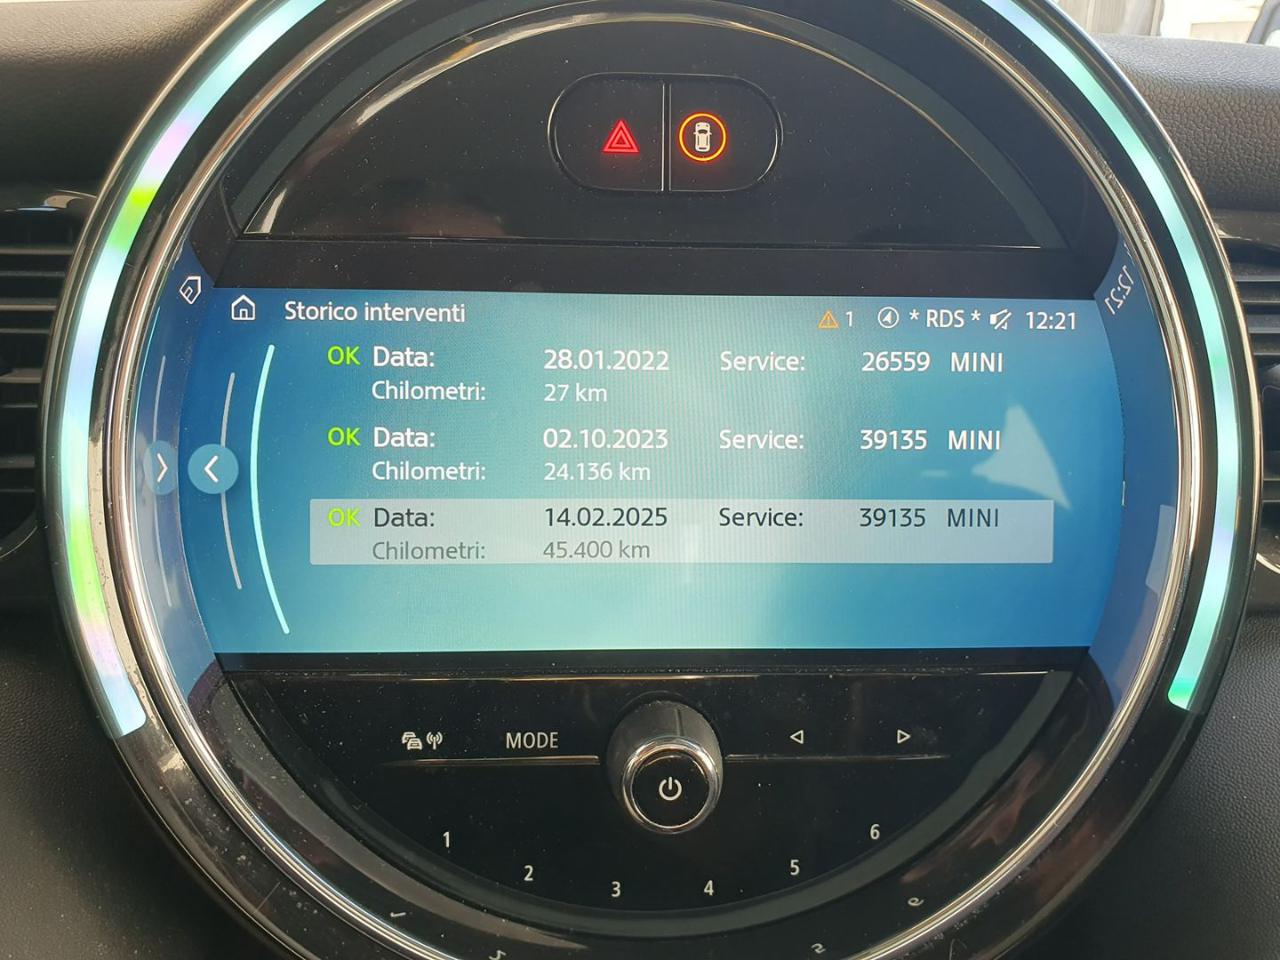 Storico interventi 1 * RDS * 12:21
OK Data: 28.01.2022 Service: 26559 MINI
Chilometri: 27 km
OK Data: 02.10.2023 Service: 39135 MINI
Chilometri: 24.136 km
OK Data: 14.02.2025 Service: 39135 MINI
Chilometri: 45.400 km
MODE
1 2 3 4 5 6